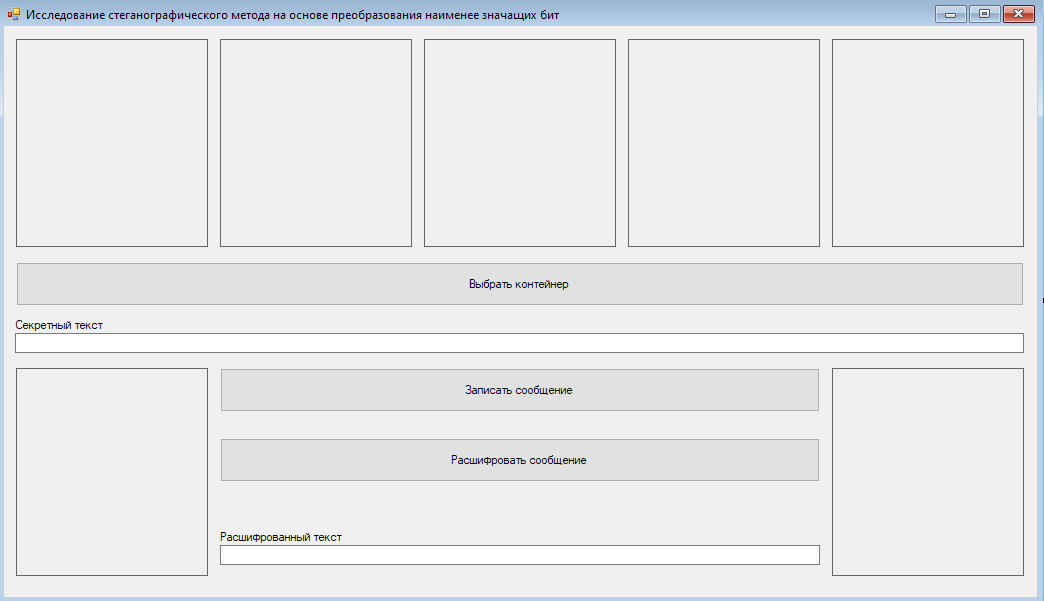 Исследование стеганографического метода на основе преобразования наименее значащих бит
Выбрать контейнер
Секретный текст
Записать сообщение
Расшифровать сообщение
Расшифрованный текст